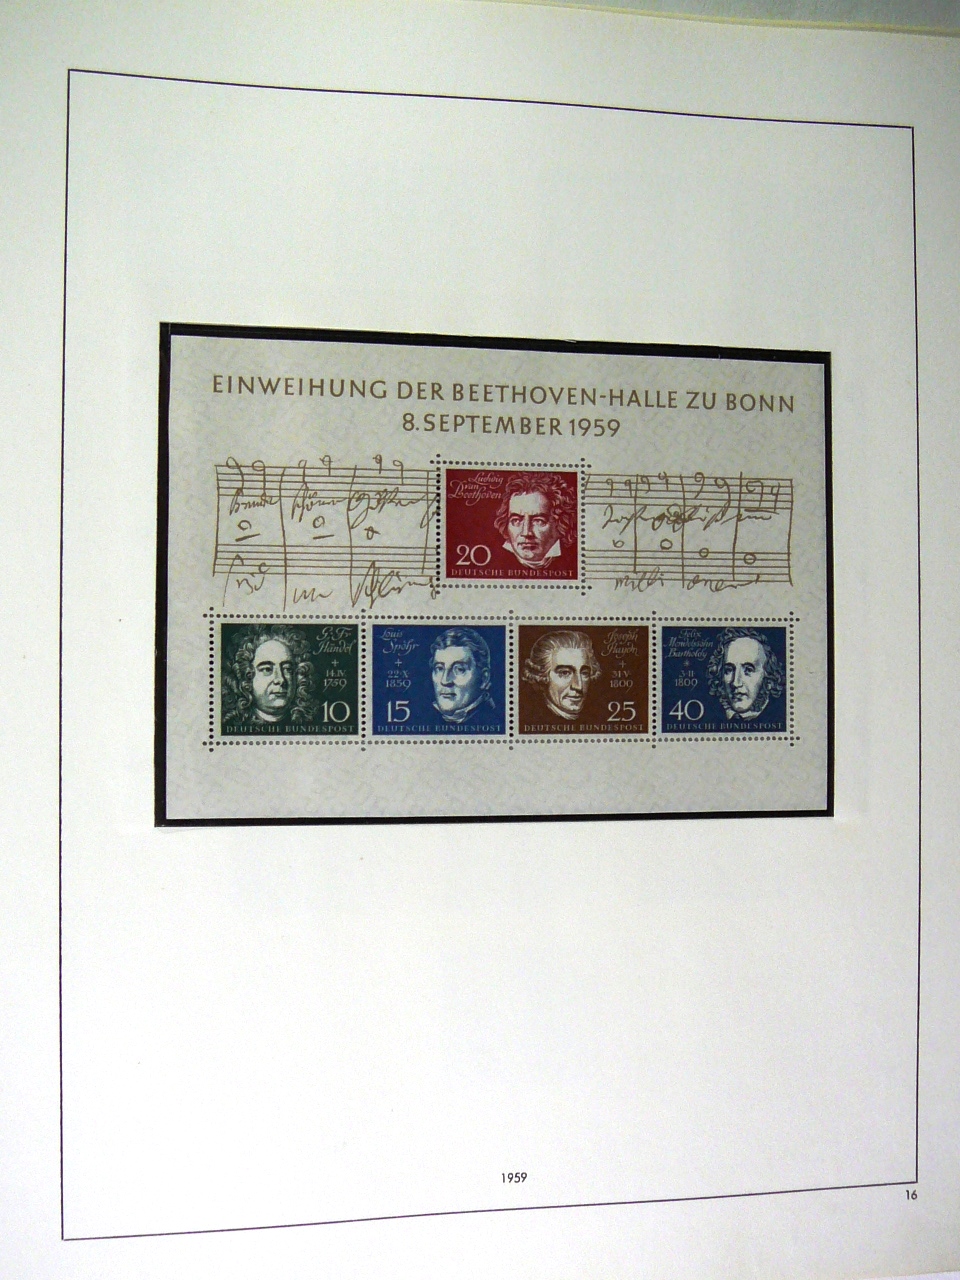 EINWEIHUNG DER BEETHOVEN-HALLE ZU BONN
8.SEPTEMBER 1959
Ludwig
van
Beethoven
20
DEUTSCHE BUNDESPOST
G. Fr.
Händel
+
14.IV.
1759
10
DEUTSCHE BUNDESPOST
Louis
Spohr
+
22·X·
1859
15
DEUTSCHE BUNDESPOST
Joseph
Haydn
+
31·V
1809
25
DEUTSCHE BUNDESPOST
Felix
Mendelssohn
Bartholdy
*
3·II
1809
40
DEUTSCHE BUNDESPOST
1959
16